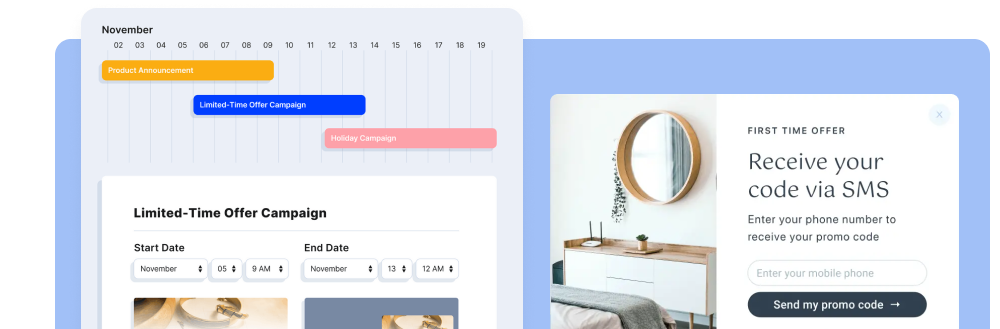 November
02 03 04 05 06 07 08 09 10 11 12 13 14 15 16 17 18 19
Product Announcement
Limited-Time Offer Campaign
Holiday Campaign
Limited-Time Offer Campaign
Start Date End Date
November 05 9 AM November 13 12 AM
x
FIRST TIME OFFER
Receive your
code via SMS
Enter your phone number to
receive your promo code
Enter your mobile phone
Send my promo code →